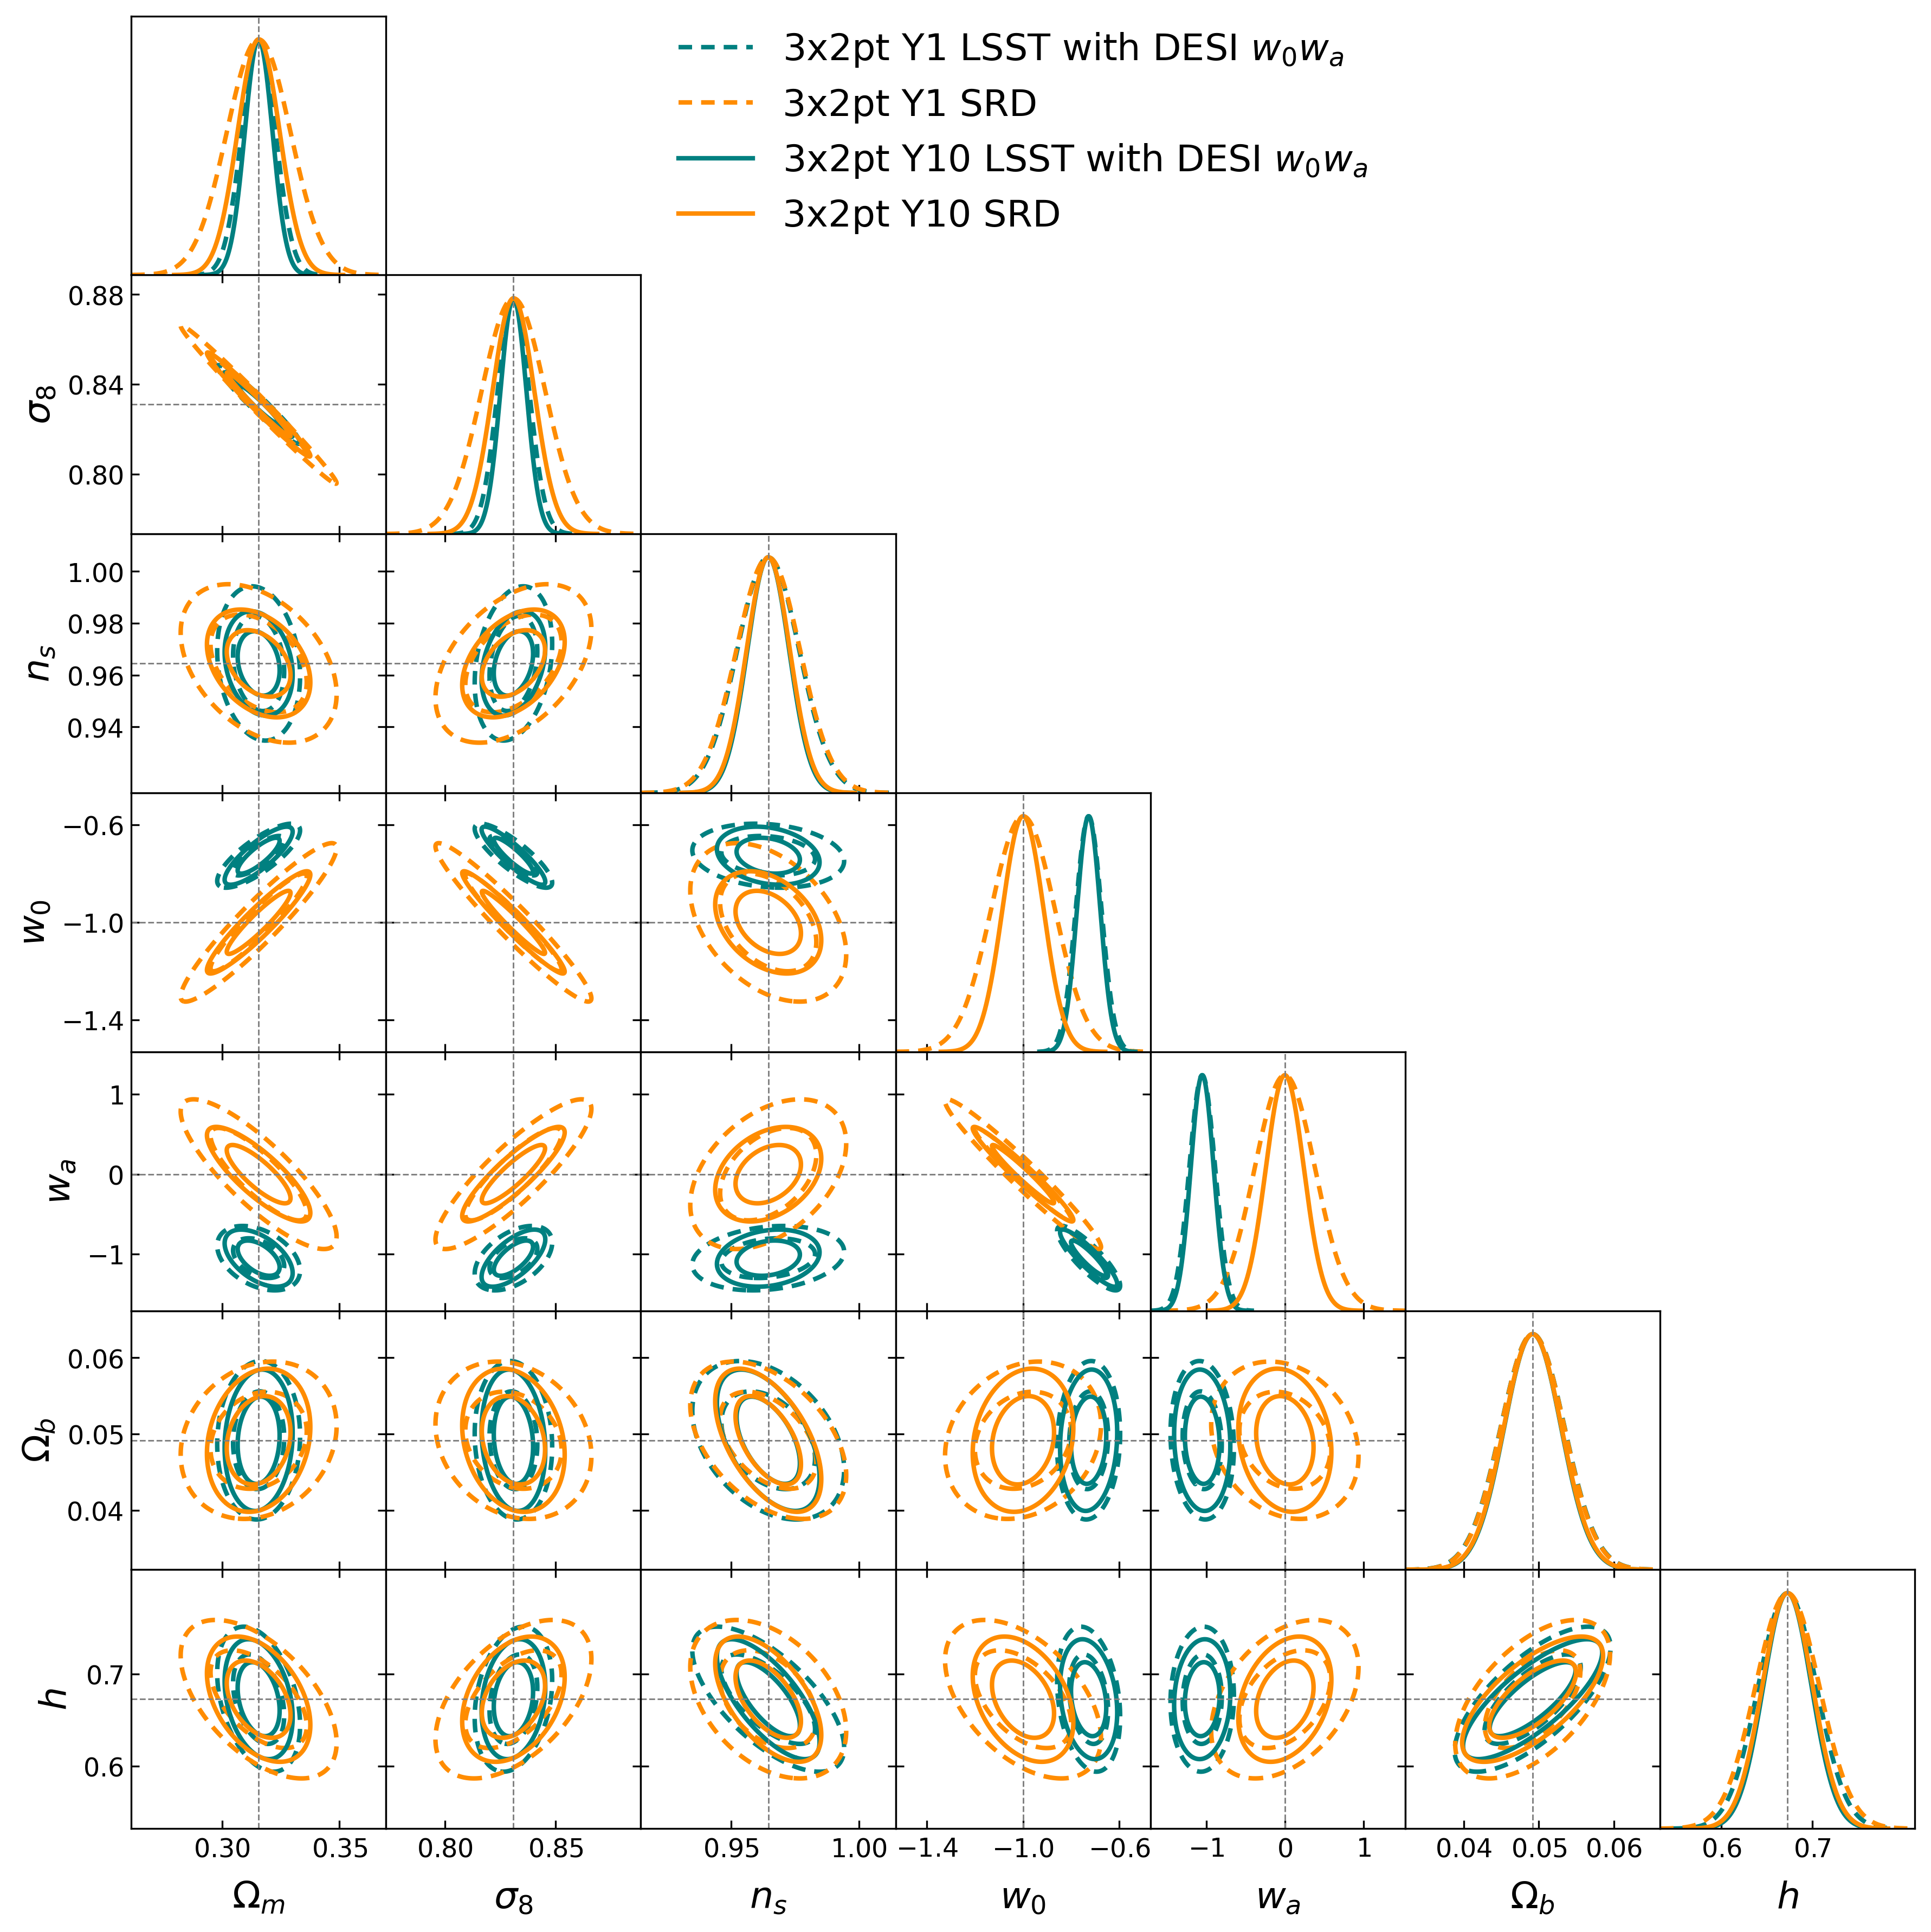 3x2pt Y1 LSST with DESI w₀wₐ
3x2pt Y1 SRD
3x2pt Y10 LSST with DESI w₀wₐ
3x2pt Y10 SRD
0.88
0.84
0.80
σ₈
1.00
0.98
0.96
0.94
nₛ
−0.6
−1.0
−1.4
w₀
1
0
−1
wₐ
0.06
0.05
0.04
Ω_b
0.7
0.6
h
0.30 0.35 0.80 0.85 0.95 1.00 −1.4 −1.0 −0.6 −1 0 1 0.04 0.05 0.06 0.6 0.7
Ωₘ σ₈ nₛ w₀ wₐ Ω_b h